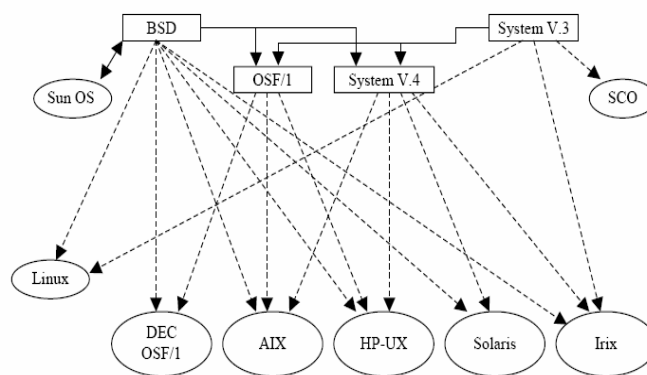 BSD
System V.3
OSF/1
System V.4
Sun OS
SCO
Linux
DEC
OSF/1
AIX
HP-UX
Solaris
Irix